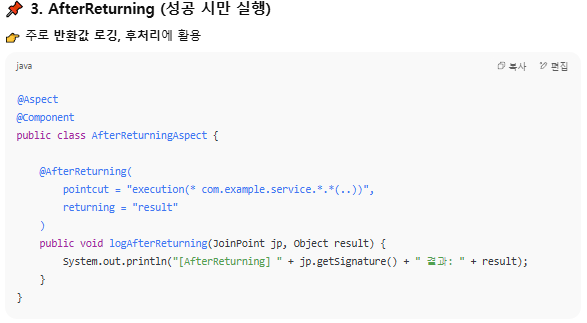 📌 3. AfterReturning (성공 시만 실행)
👉 주로 반환값 로깅, 후처리에 활용
java 복사 편집
@Aspect
@Component
public class AfterReturningAspect {
@AfterReturning(
pointcut = "execution(* com.example.service.*.*(..))",
returning = "result"
)
public void logAfterReturning(JoinPoint jp, Object result) {
System.out.println("[AfterReturning] " + jp.getSignature() + " 결과: " + result);
}
}